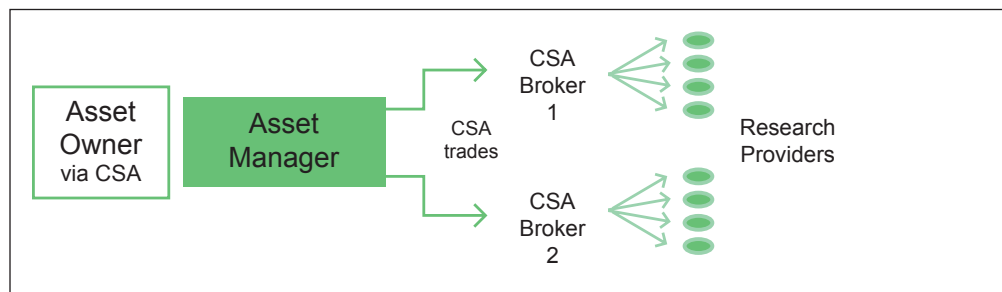 Asset
Owner
via CSA
Asset
Manager
CSA
trades
CSA
Broker
1
CSA
Broker
2
Research
Providers